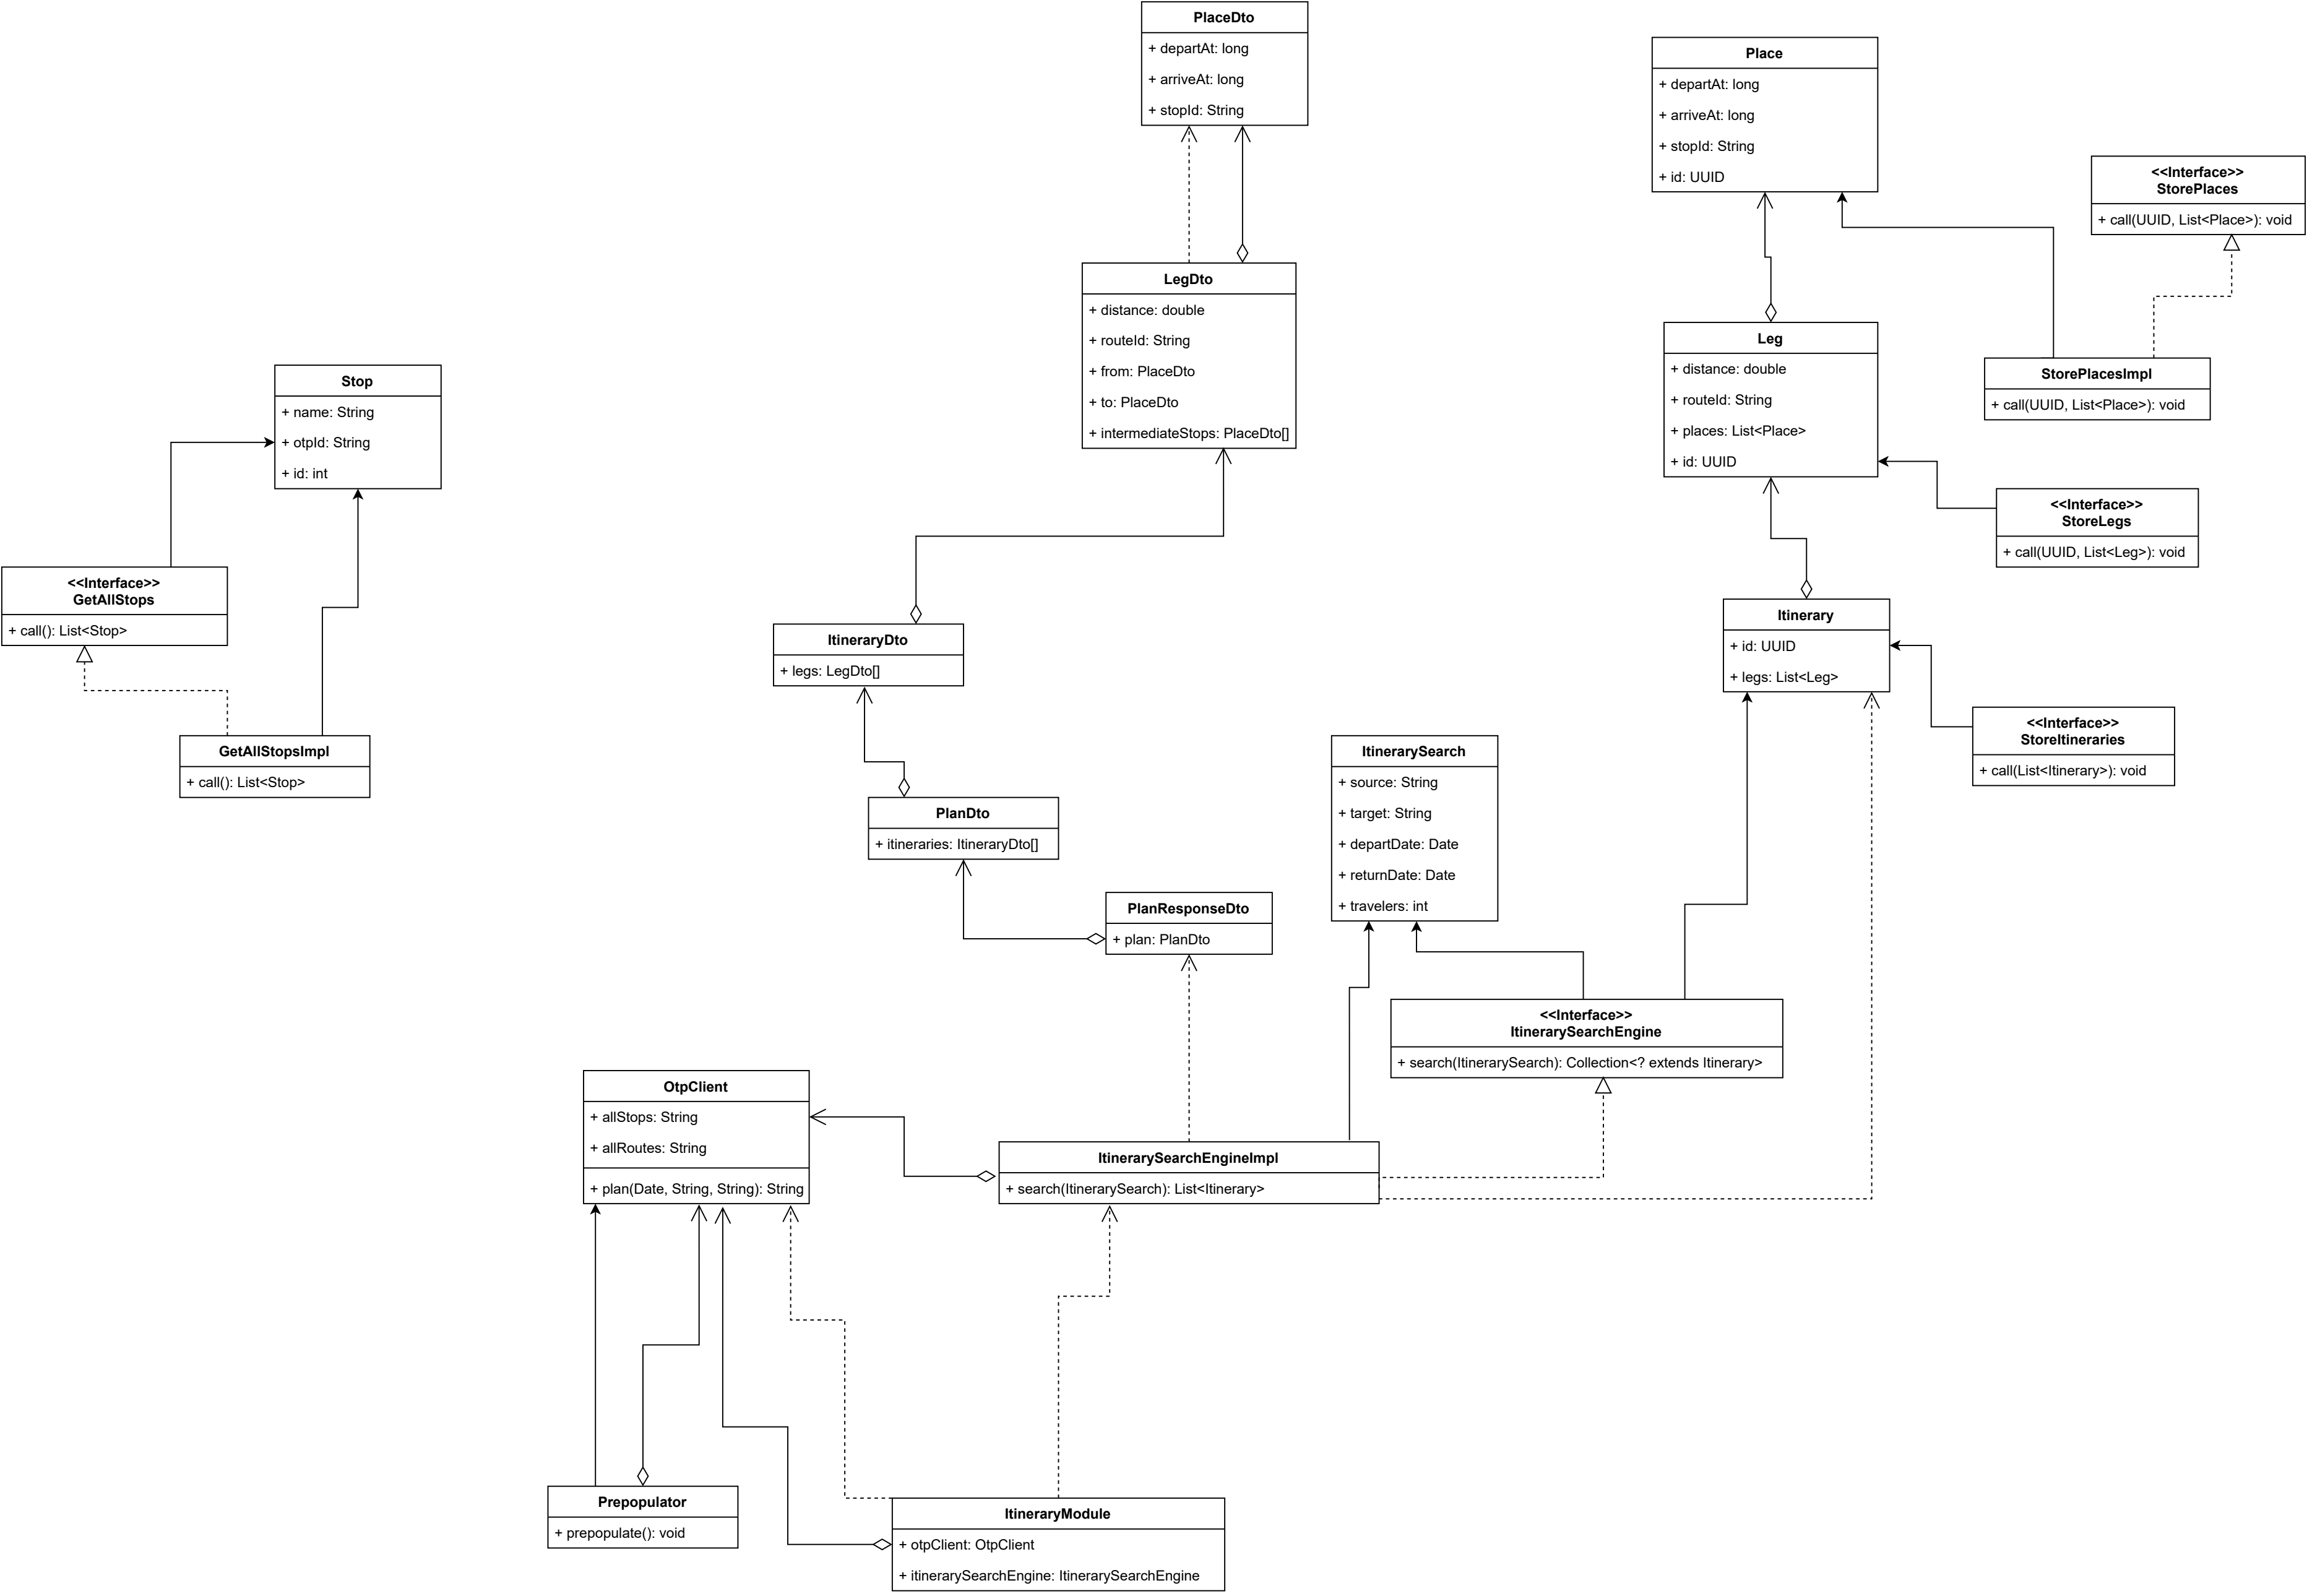 PlaceDto
+ departAt: long
+ arriveAt: long
+ stopId: String
Place
+ departAt: long
+ arriveAt: long
+ stopId: String
+ id: UUID
<<Interface>>
StorePlaces
+ call(UUID, List<Place>): void
LegDto
+ distance: double
+ routeId: String
+ from: PlaceDto
+ to: PlaceDto
+ intermediateStops: PlaceDto[]
Leg
+ distance: double
+ routeId: String
+ places: List<Place>
+ id: UUID
StorePlacesImpl
+ call(UUID, List<Place>): void
Stop
+ name: String
+ otpId: String
+ id: int
<<Interface>>
StoreLegs
+ call(UUID, List<Leg>): void
<<Interface>>
GetAllStops
+ call(): List<Stop>
ItineraryDto
+ legs: LegDto[]
Itinerary
+ id: UUID
+ legs: List<Leg>
<<Interface>>
StoreItineraries
+ call(List<Itinerary>): void
GetAllStopsImpl
+ call(): List<Stop>
ItinerarySearch
+ source: String
+ target: String
+ departDate: Date
+ returnDate: Date
+ travelers: int
PlanDto
+ itineraries: ItineraryDto[]
PlanResponseDto
+ plan: PlanDto
<<Interface>>
ItinerarySearchEngine
+ search(ItinerarySearch): Collection<? extends Itinerary>
OtpClient
+ allStops: String
+ allRoutes: String
+ plan(Date, String, String): String
ItinerarySearchEngineImpl
+ search(ItinerarySearch): List<Itinerary>
Prepopulator
+ prepopulate(): void
ItineraryModule
+ otpClient: OtpClient
+ itinerarySearchEngine: ItinerarySearchEngine